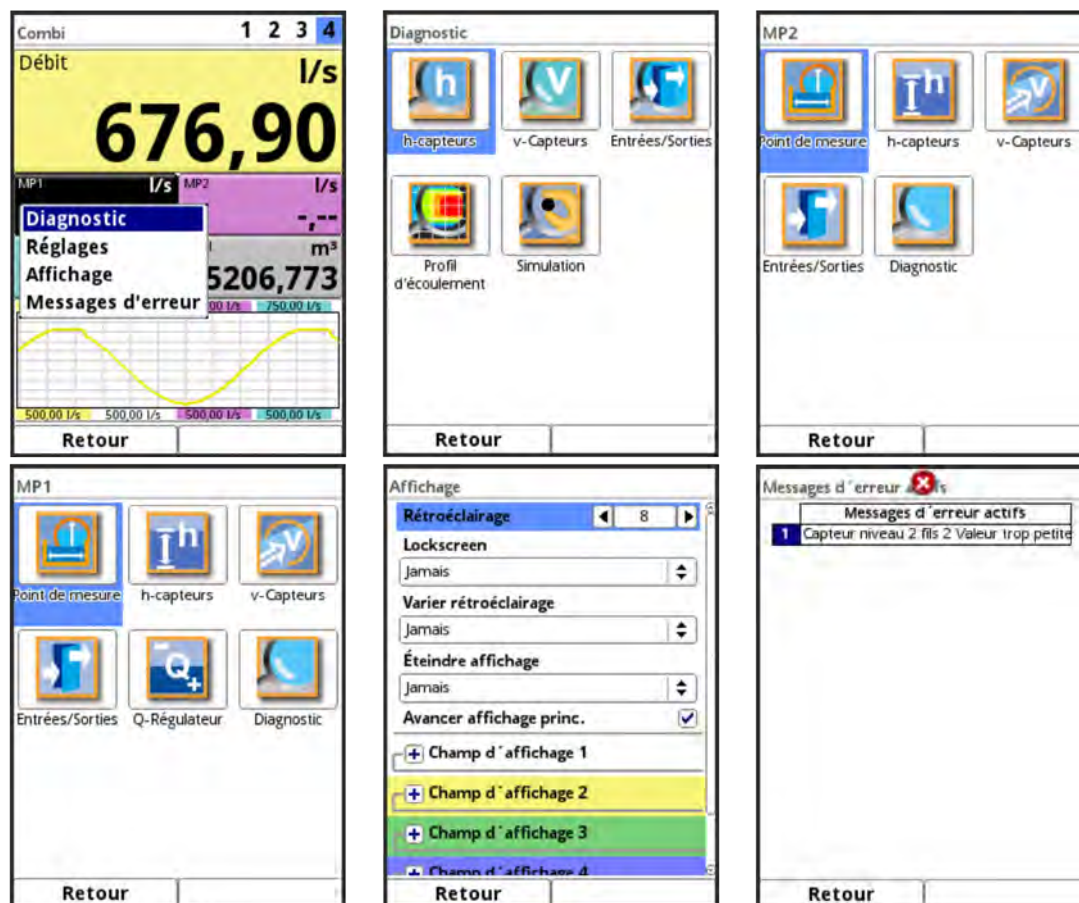 Combi 1 2 3 4
Débit l/s
676,90
MP1 l/s MP2 l/s
-,--
Diagnostic
Réglages
Affichage
Messages d'erreur
m³
5206,773
00 l/s 750,00 l/s
500,00 l/s 500,00 l/s 500,00 l/s 500,00 l/s
Retour
Diagnostic
h-capteurs v-Capteurs Entrées/Sorties
Profil d'écoulement Simulation
Retour
MP2
Point de mesure h-capteurs v-Capteurs
Entrées/Sorties Diagnostic
Retour
MP1
Point de mesure h-capteurs v-Capteurs
Entrées/Sorties Q-Régulateur Diagnostic
Retour
Affichage
Rétroéclairage 8
Lockscreen
Jamais
Varier rétroéclairage
Jamais
Éteindre affichage
Jamais
Avancer affichage princ.
Champ d´affichage 1
Champ d´affichage 2
Champ d´affichage 3
Champ d´affichage 4
Retour
Messages d´erreur
Messages d´erreur actifs
1 Capteur niveau 2 fils 2 Valeur trop petite
Retour